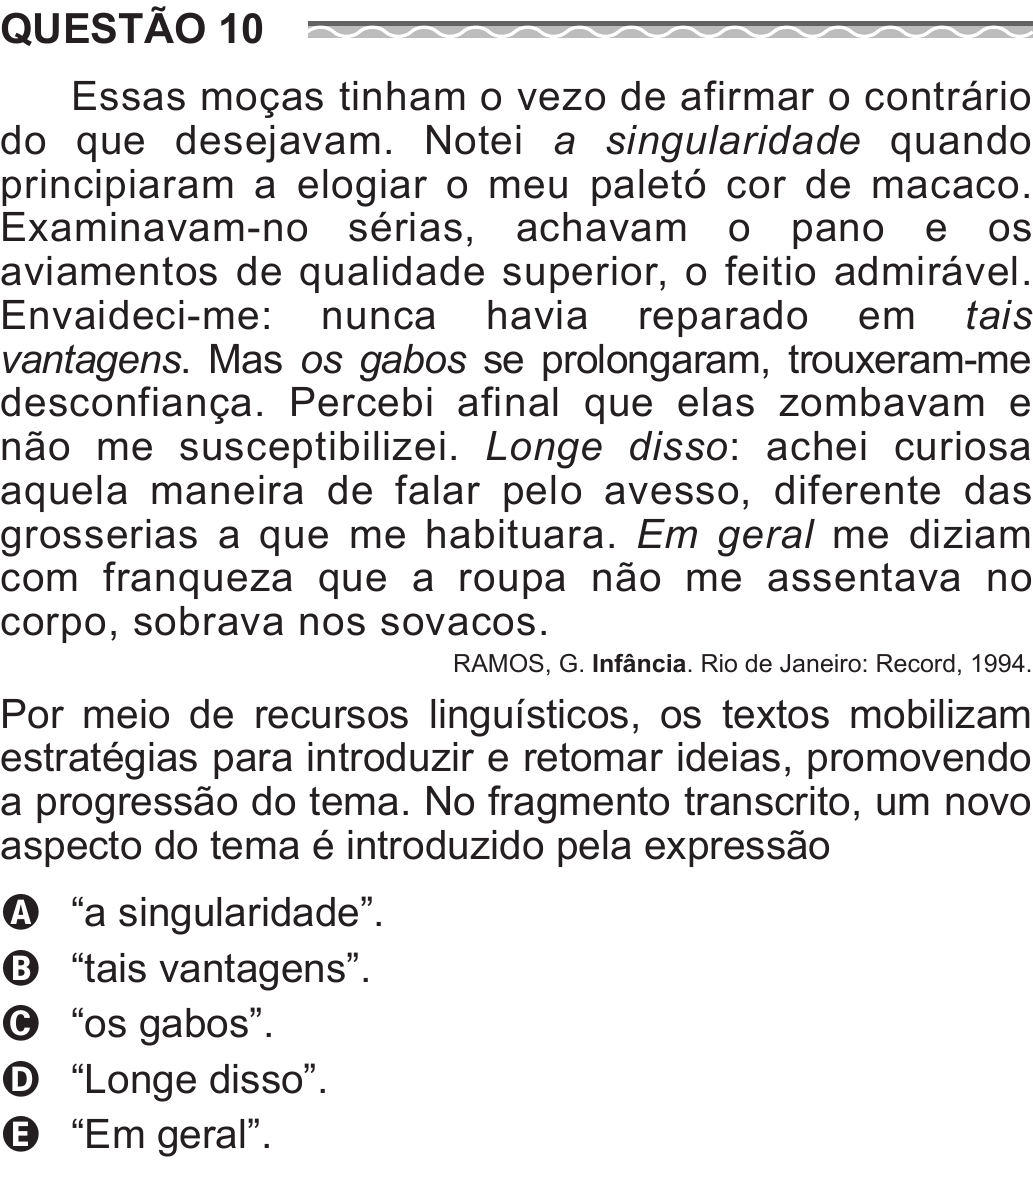 QUESTÃO 10
Essas moças tinham o vezo de afirmar o contrário
do que desejavam. Notei a singularidade quando
principiaram a elogiar o meu paletó cor de macaco.
Examinavam-no sérias, achavam o pano e os
aviamentos de qualidade superior, o feitio admirável.
Envaideci-me: nunca havia reparado em tais
vantagens. Mas os gabos se prolongaram, trouxeram-me
desconfiança. Percebi afinal que elas zombavam e
não me susceptibilizei. Longe disso: achei curiosa
aquela maneira de falar pelo avesso, diferente das
grosserias a que me habituara. Em geral me diziam
com franqueza que a roupa não me assentava no
corpo, sobrava nos sovacos.
RAMOS, G. Infância. Rio de Janeiro: Record, 1994.
Por meio de recursos linguísticos, os textos mobilizam
estratégias para introduzir e retomar ideias, promovendo
a progressão do tema. No fragmento transcrito, um novo
aspecto do tema é introduzido pela expressão
A “a singularidade”.
B “tais vantagens”.
C “os gabos”.
D “Longe disso”.
E “Em geral”.